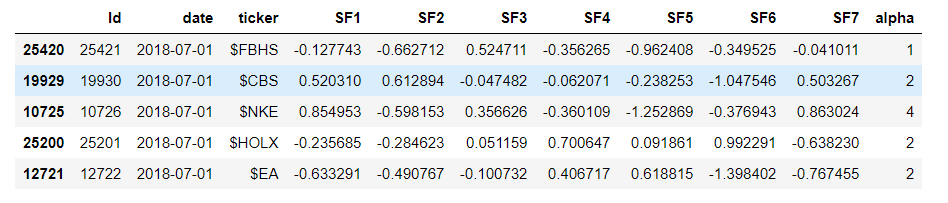 Id date ticker SF1 SF2 SF3 SF4 SF5 SF6 SF7 alpha
25420 25421 2018-07-01 $FBHS -0.127743 -0.662712 0.524711 -0.356265 -0.962408 -0.349525 -0.041011 1
19929 19930 2018-07-01 $CBS 0.520310 0.612894 -0.047482 -0.062071 -0.238253 -1.047546 0.503267 2
10725 10726 2018-07-01 $NKE 0.854953 -0.598153 0.356626 -0.360109 -1.252869 -0.376943 0.863024 4
25200 25201 2018-07-01 $HOLX -0.235685 -0.284623 0.051159 0.700647 0.091861 0.992291 -0.638230 2
12721 12722 2018-07-01 $EA -0.633291 -0.490767 -0.100732 0.406717 0.618815 -1.398402 -0.767455 2